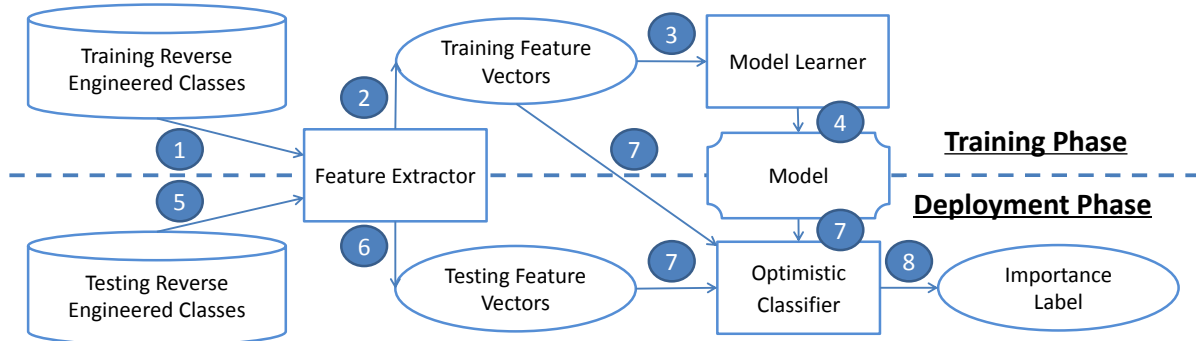 Training Reverse
Engineered Classes
1
2
Training Feature
Vectors
3
Model Learner
4
Training Phase
Feature Extractor
7
Model
Deployment Phase
5
6
Testing Reverse
Engineered Classes
Testing Feature
Vectors
7
7
Optimistic
Classifier
8
Importance
Label